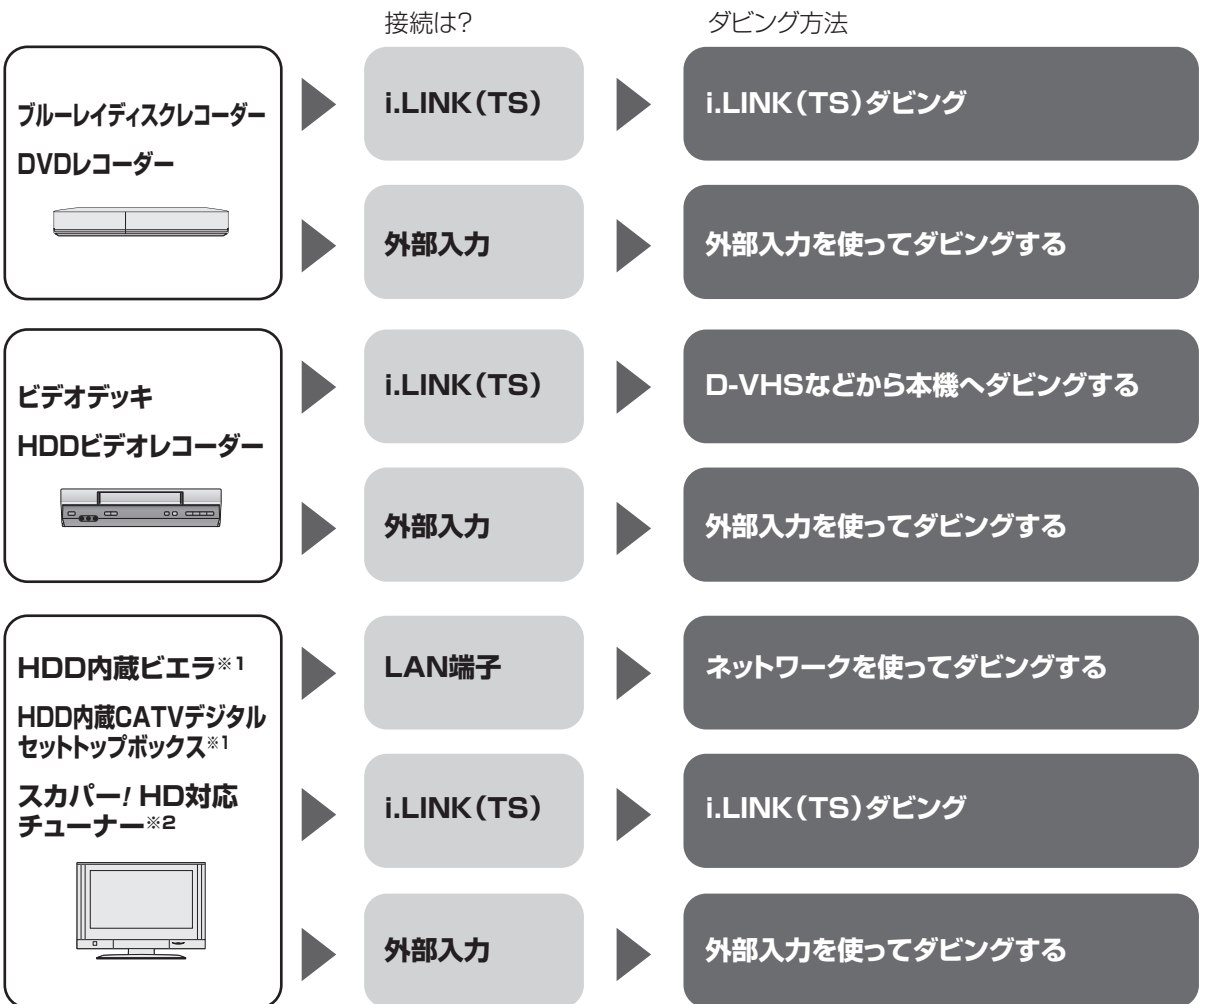 接続は?
ダビング方法
ブルーレイディスクレコーダー
DVDレコーダー
i.LINK(TS)
i.LINK(TS)ダビング
外部入力
外部入力を使ってダビングする
ビデオデッキ
HDDビデオレコーダー
i.LINK(TS)
D-VHSなどから本機へダビングする
外部入力
外部入力を使ってダビングする
HDD内蔵ビエラ※1
HDD内蔵CATVデジタル
セットトップボックス※1
スカパー! HD対応
チューナー※2
LAN端子
ネットワークを使ってダビングする
i.LINK(TS)
i.LINK(TS)ダビング
外部入力
外部入力を使ってダビングする